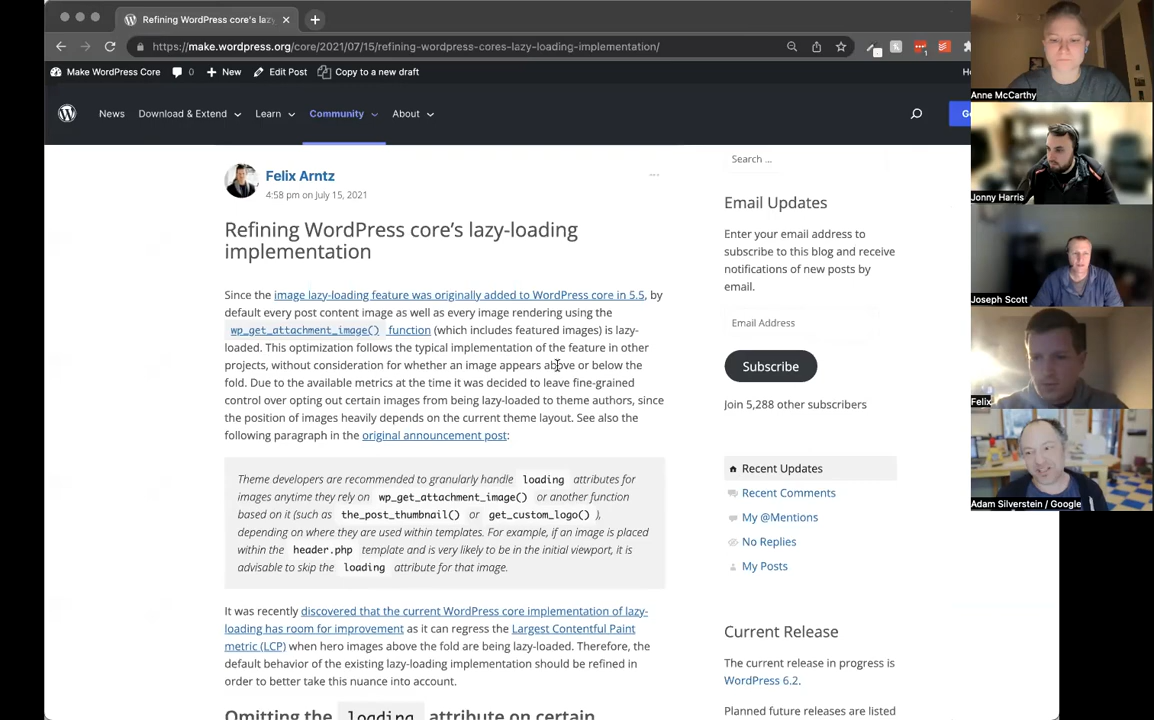 Refining WordPress core's lazy
https://make.wordpress.org/core/2021/07/15/refining-wordpress-cores-lazy-loading-implementation/
1
Make WordPress Core 0 New Edit Post Copy to a new draft
News Download & Extend Learn Community About
Felix Arntz
4:58 pm on July 15, 2021
Refining WordPress core's lazy-loading
implementation
Since the image lazy-loading feature was originally added to WordPress core in 5.5, by
default every post content image as well as every image rendering using the
wp_get_attachment_image() function (which includes featured images) is lazy-
loaded. This optimization follows the typical implementation of the feature in other
projects, without consideration for whether an image appears above or below the
fold. Due to the available metrics at the time it was decided to leave fine-grained
control over opting out certain images from being lazy-loaded to theme authors, since
the position of images heavily depends on the current theme layout. See also the
following paragraph in the original announcement post:
Theme developers are recommended to granularly handle loading attributes for
images anytime they rely on wp_get_attachment_image() or another function
based on it (such as the_post_thumbnail() or get_custom_logo() ),
depending on where they are used within templates. For example, if an image is placed
within the header.php template and is very likely to be in the initial viewport, it is
advisable to skip the loading attribute for that image.
It was recently discovered that the current WordPress core implementation of lazy-
loading has room for improvement as it can regress the Largest Contentful Paint
metric (LCP) when hero images above the fold are being lazy-loaded. Therefore, the
default behavior of the existing lazy-loading implementation should be refined in
order to better take this nuance into account.
Omitting the loading attribute on certain
Search ...
Email Updates
Enter your email address to
subscribe to this blog and receive
notifications of new posts by
email.
Email Address
Subscribe
Join 5,288 other subscribers
Recent Updates
Recent Comments
My @Mentions
No Replies
My Posts
Current Release
The current release in progress is
WordPress 6.2.
Planned future releases are listed
Anne McCarthy
Jonny Harris
Joseph Scott
Felix
Adam Silverstein / Google